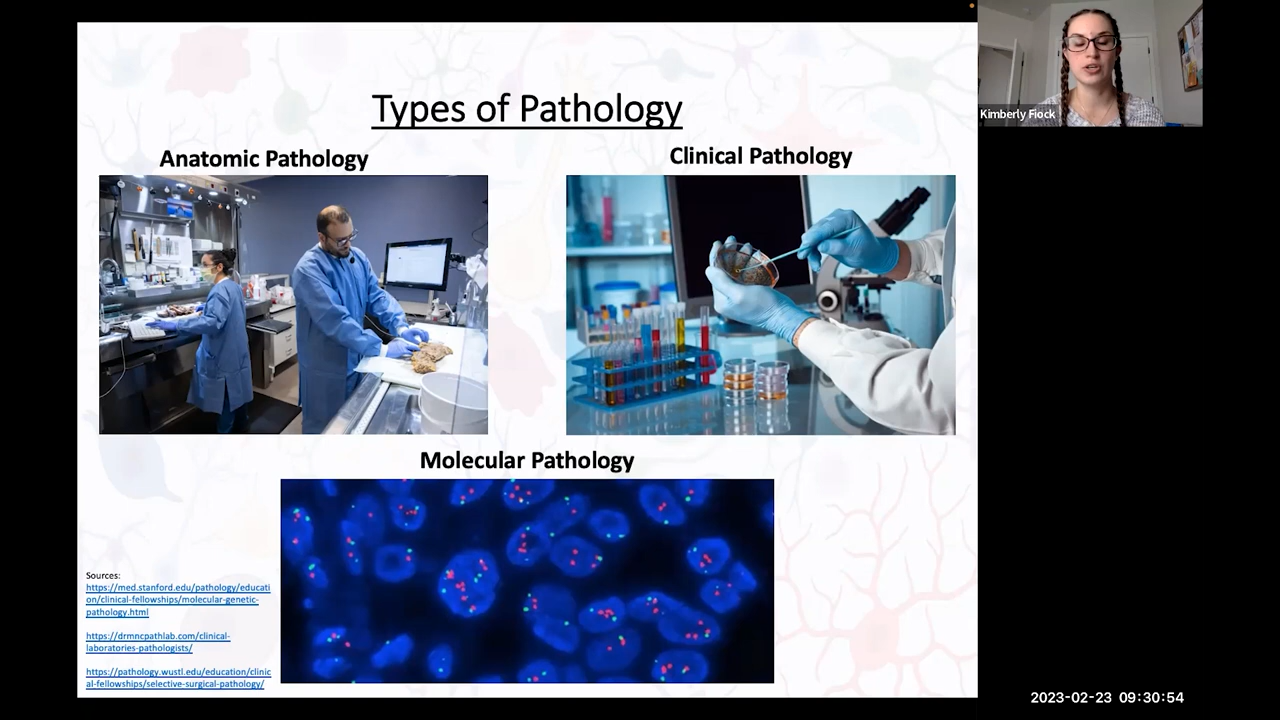 Types of Pathology
Anatomic Pathology
Clinical Pathology
Molecular Pathology
Sources:
https://med.stanford.edu/pathology/educati
on/clinical-fellowships/molecular-genetic-
pathology.html
https://drmncpathlab.com/clinical-
laboratories-pathologists/
https://pathology.wustl.edu/education/clinic
al-fellowships/selective-surgical-pathology/
Kimberly Fiock
2023-02-23 09:30:54